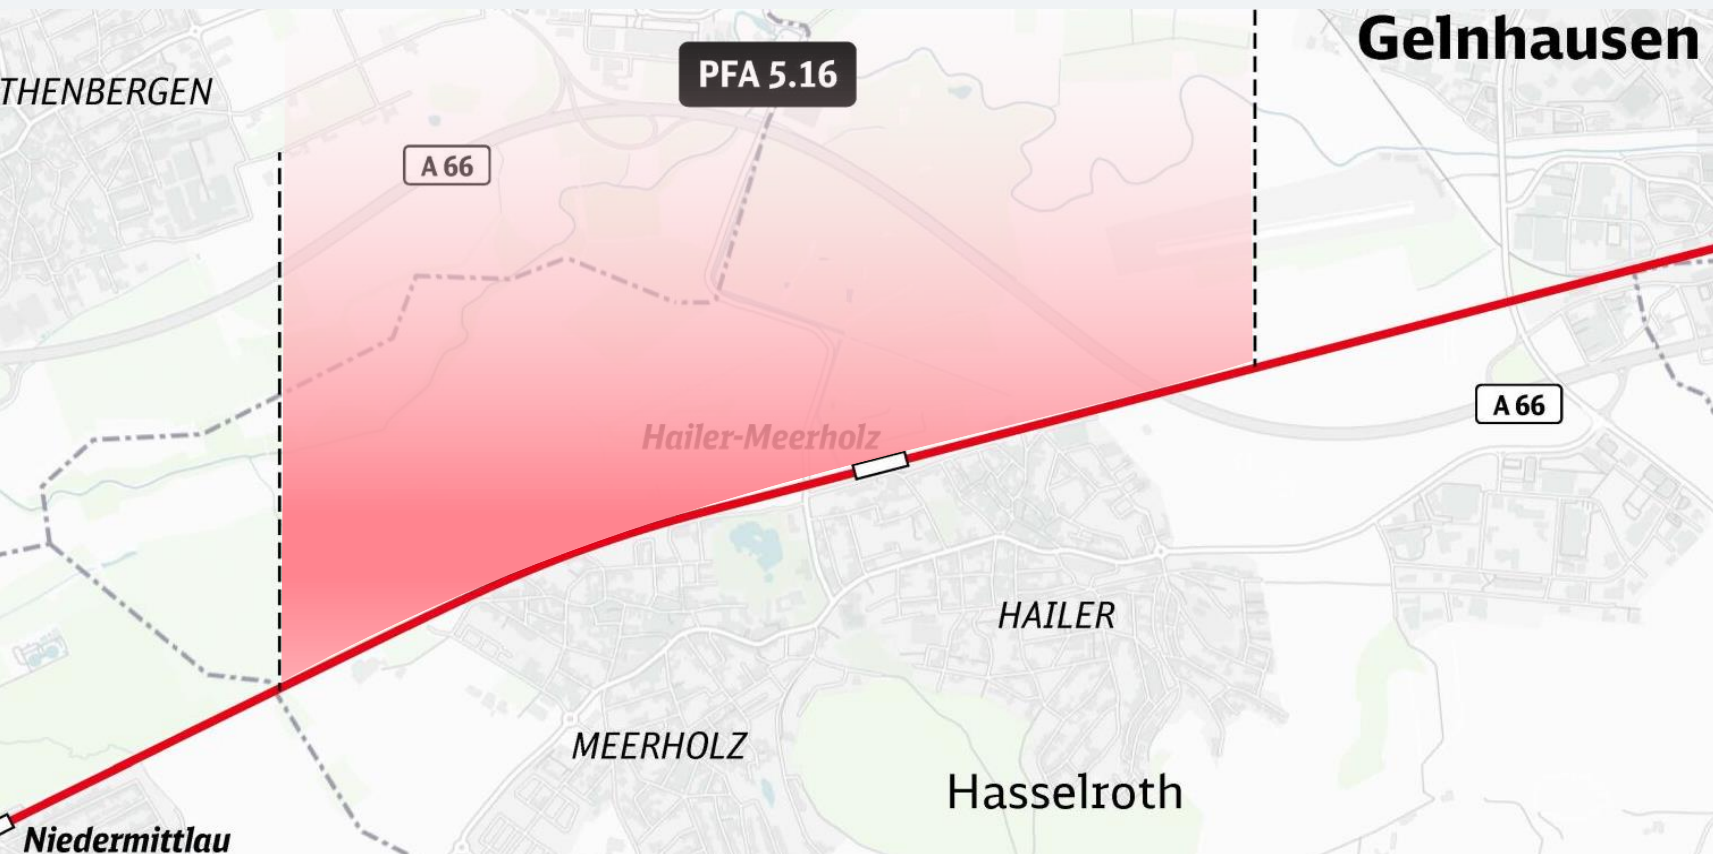 Gelnhausen
PFA 5.16
THENBERGEN
A 66
A 66
Hailer-Meerholz
HAILER
MEERHOLZ
Hasselroth
Niedermittlau